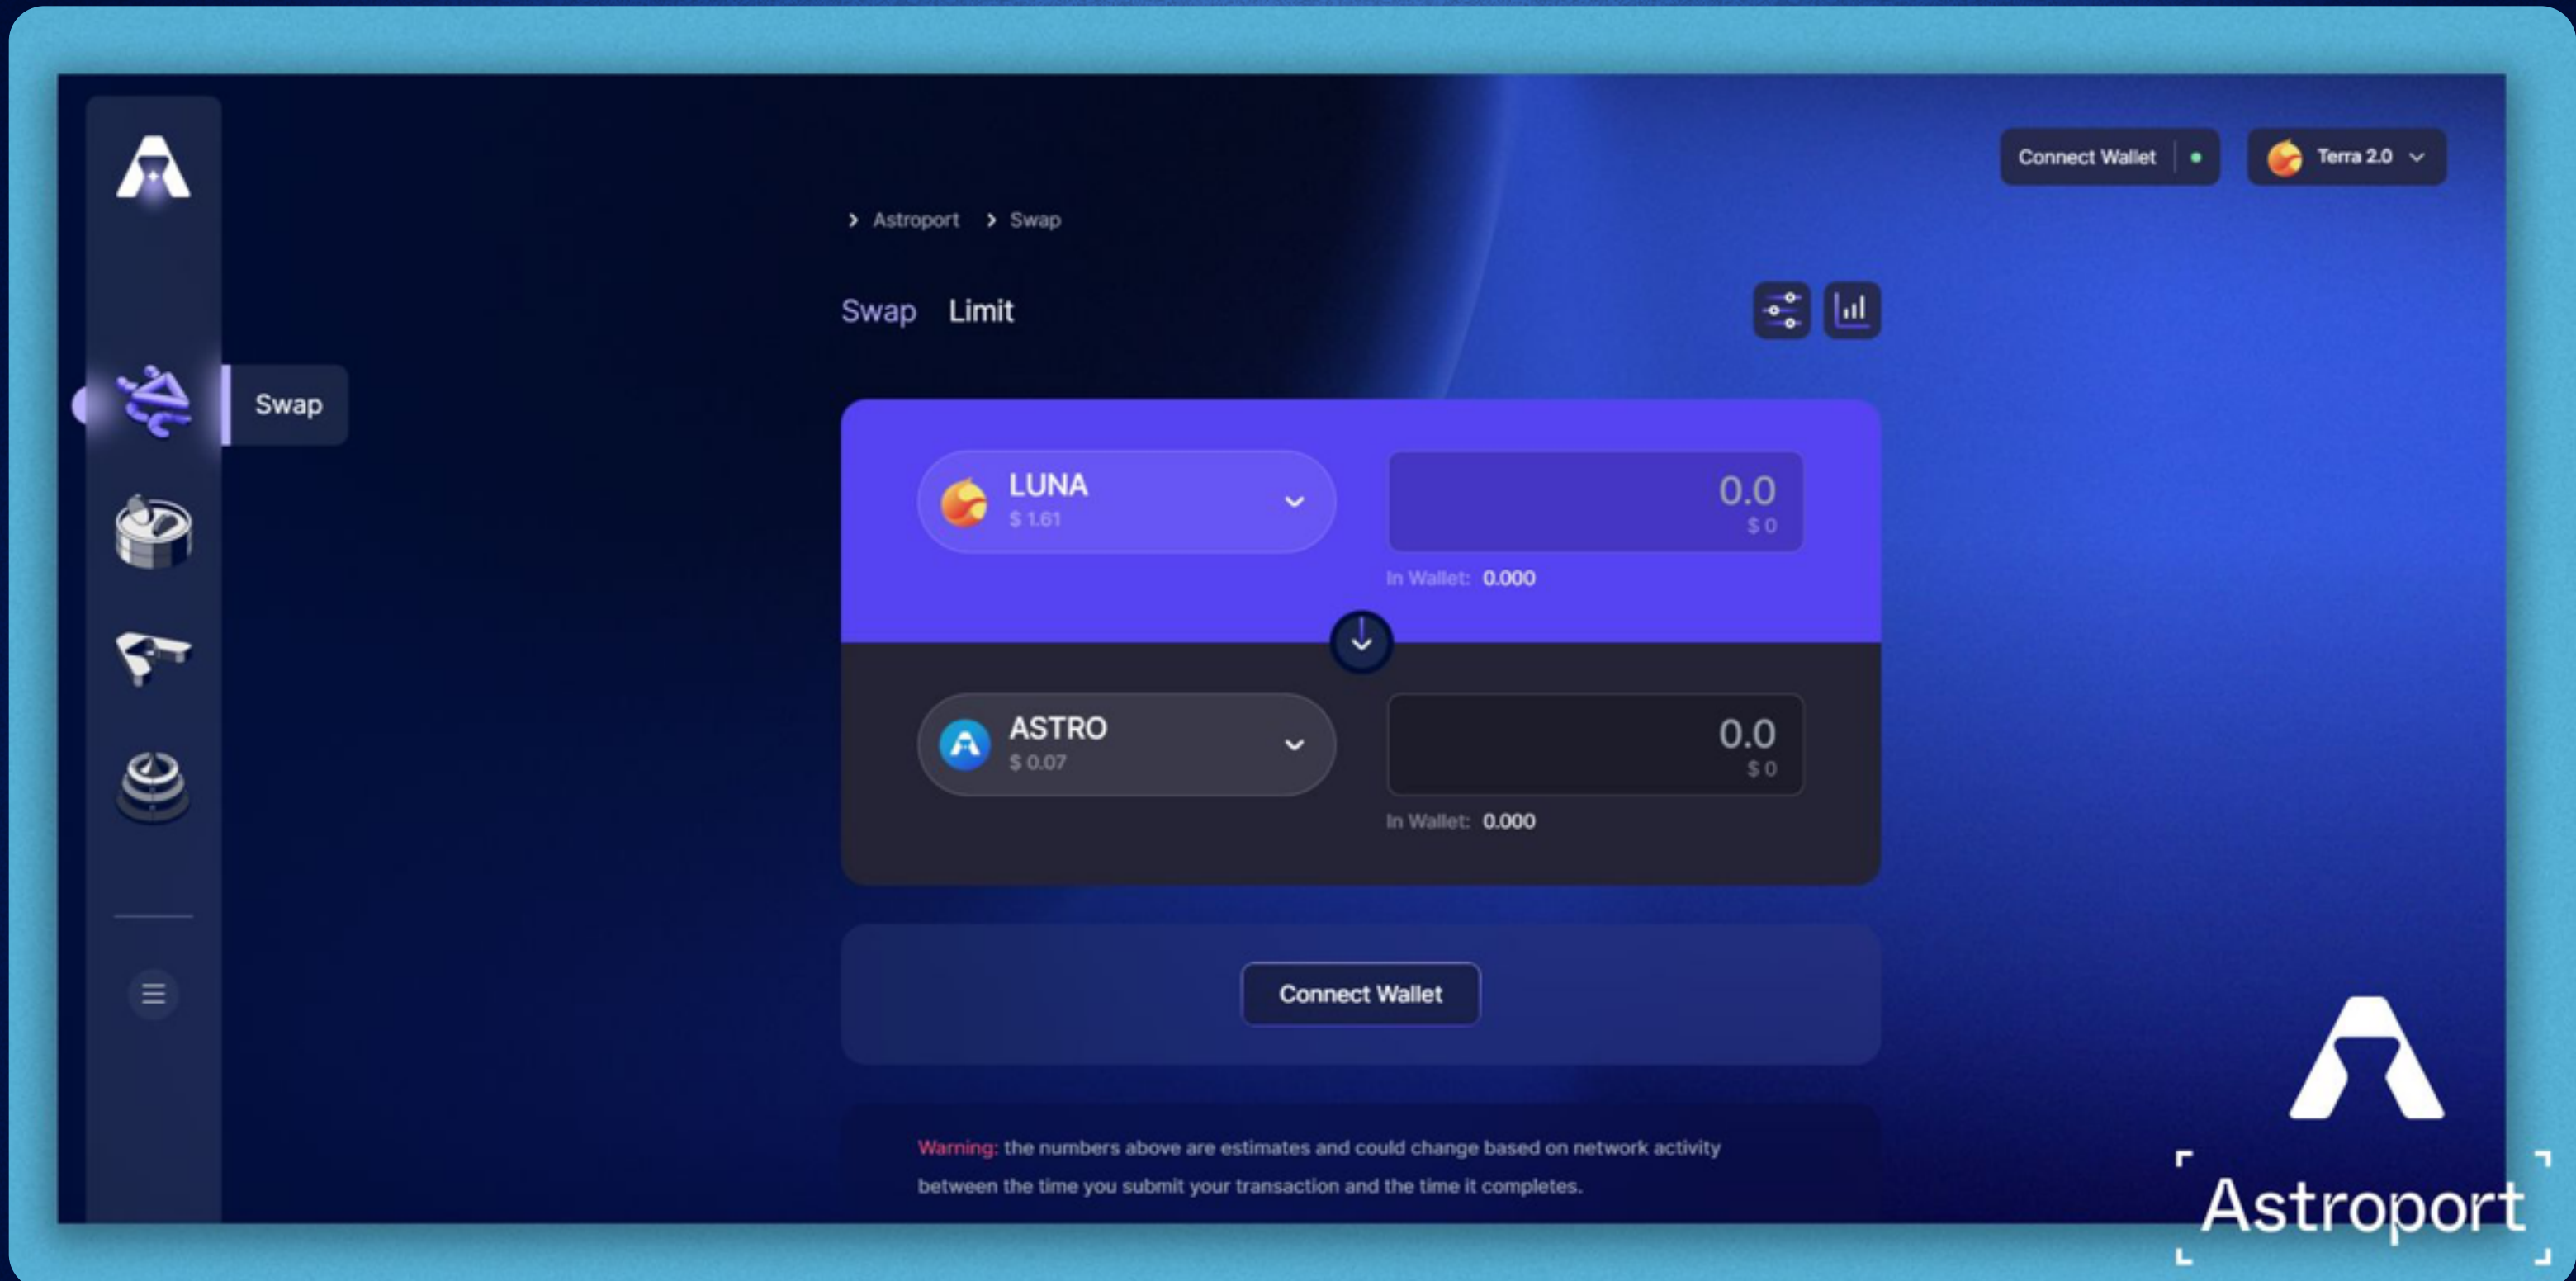 Connect Wallet
Terra 2.0
Astroport Swap
Swap Limit
Swap
LUNA
$ 1.61
0.0
$ 0
In Wallet: 0.000
ASTRO
$ 0.07
0.0
$ 0
In Wallet: 0.000
Connect Wallet
Warning: the numbers above are estimates and could change based on network activity
between the time you submit your transaction and the time it completes.
Astroport